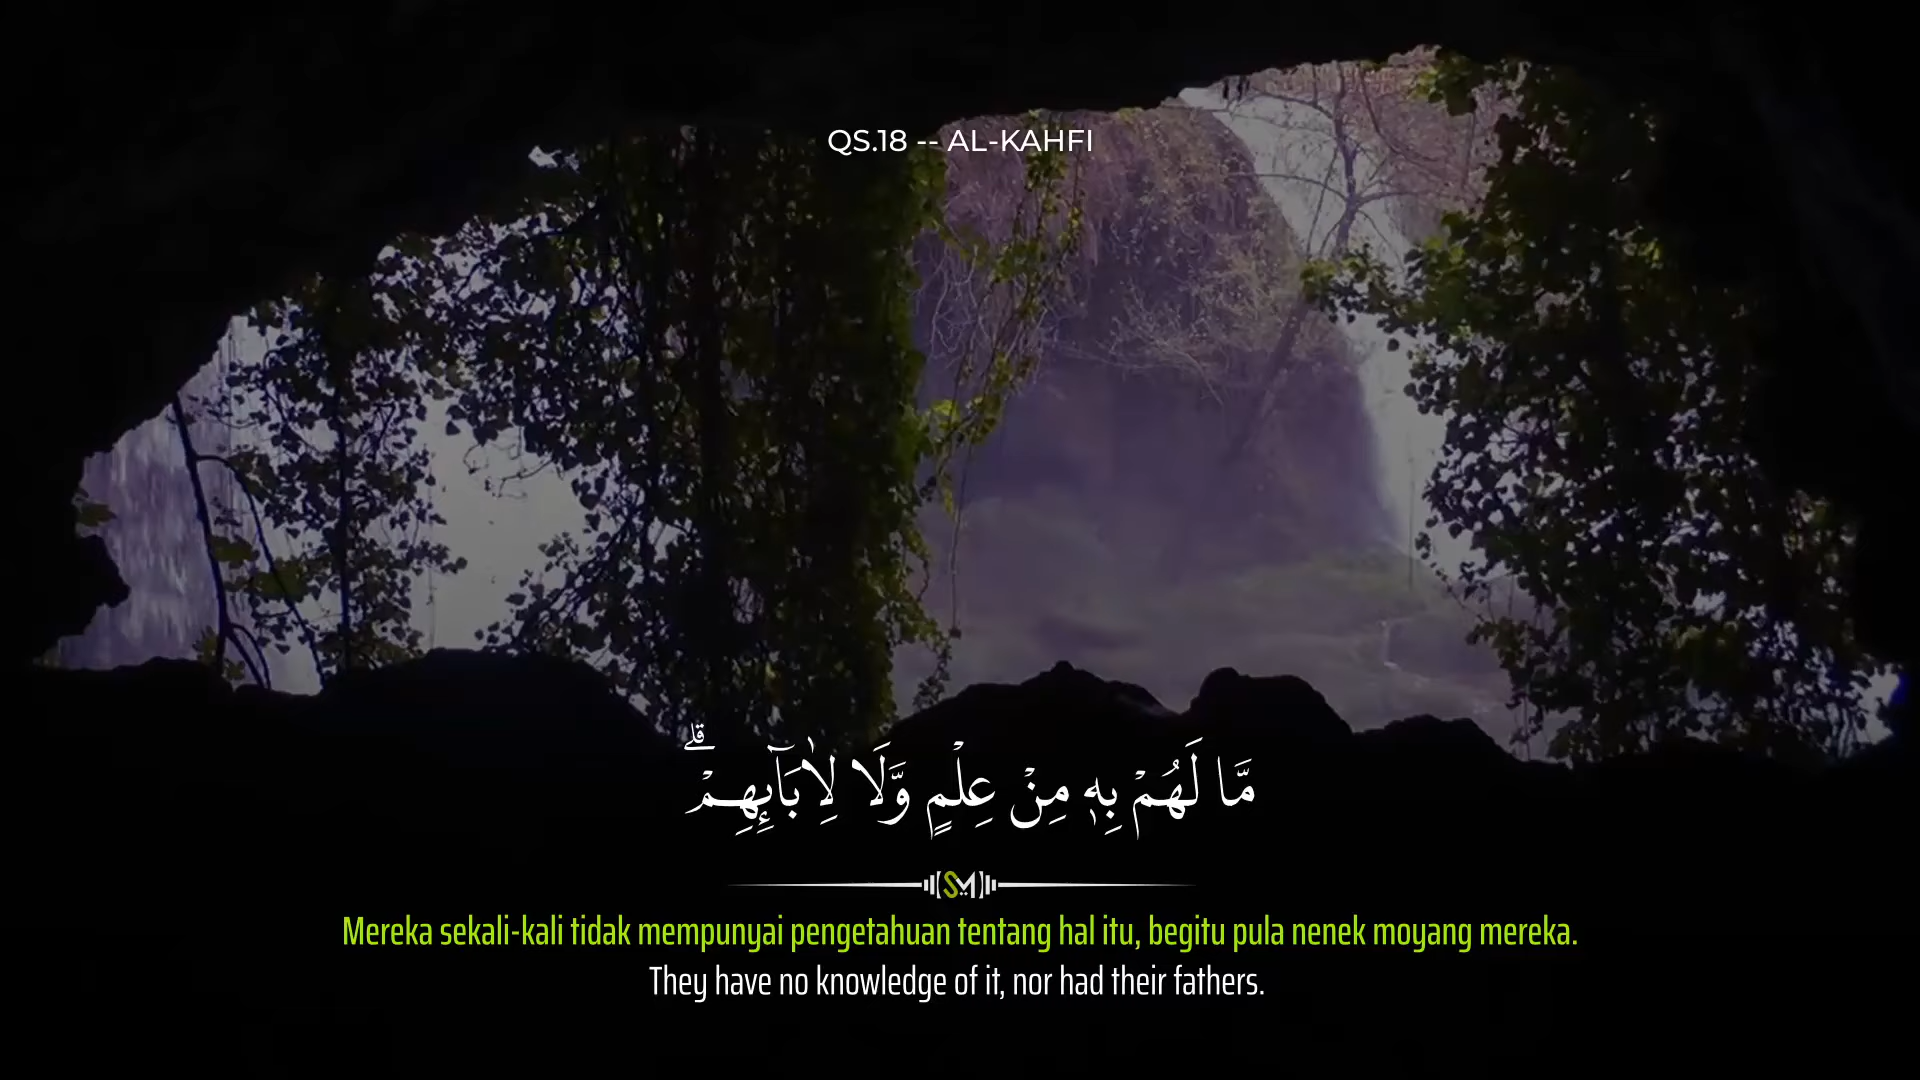 QS.18 -- AL-KAHFI
مَّا لَهُمْ بِهٖ مِنْ عِلْمٍ وَّلَا لِاٰبَاۤىِٕهِمْۗ
SM
Mereka sekali-kali tidak mempunyai pengetahuan tentang hal itu, begitu pula nenek moyang mereka.
They have no knowledge of it, nor had their fathers.